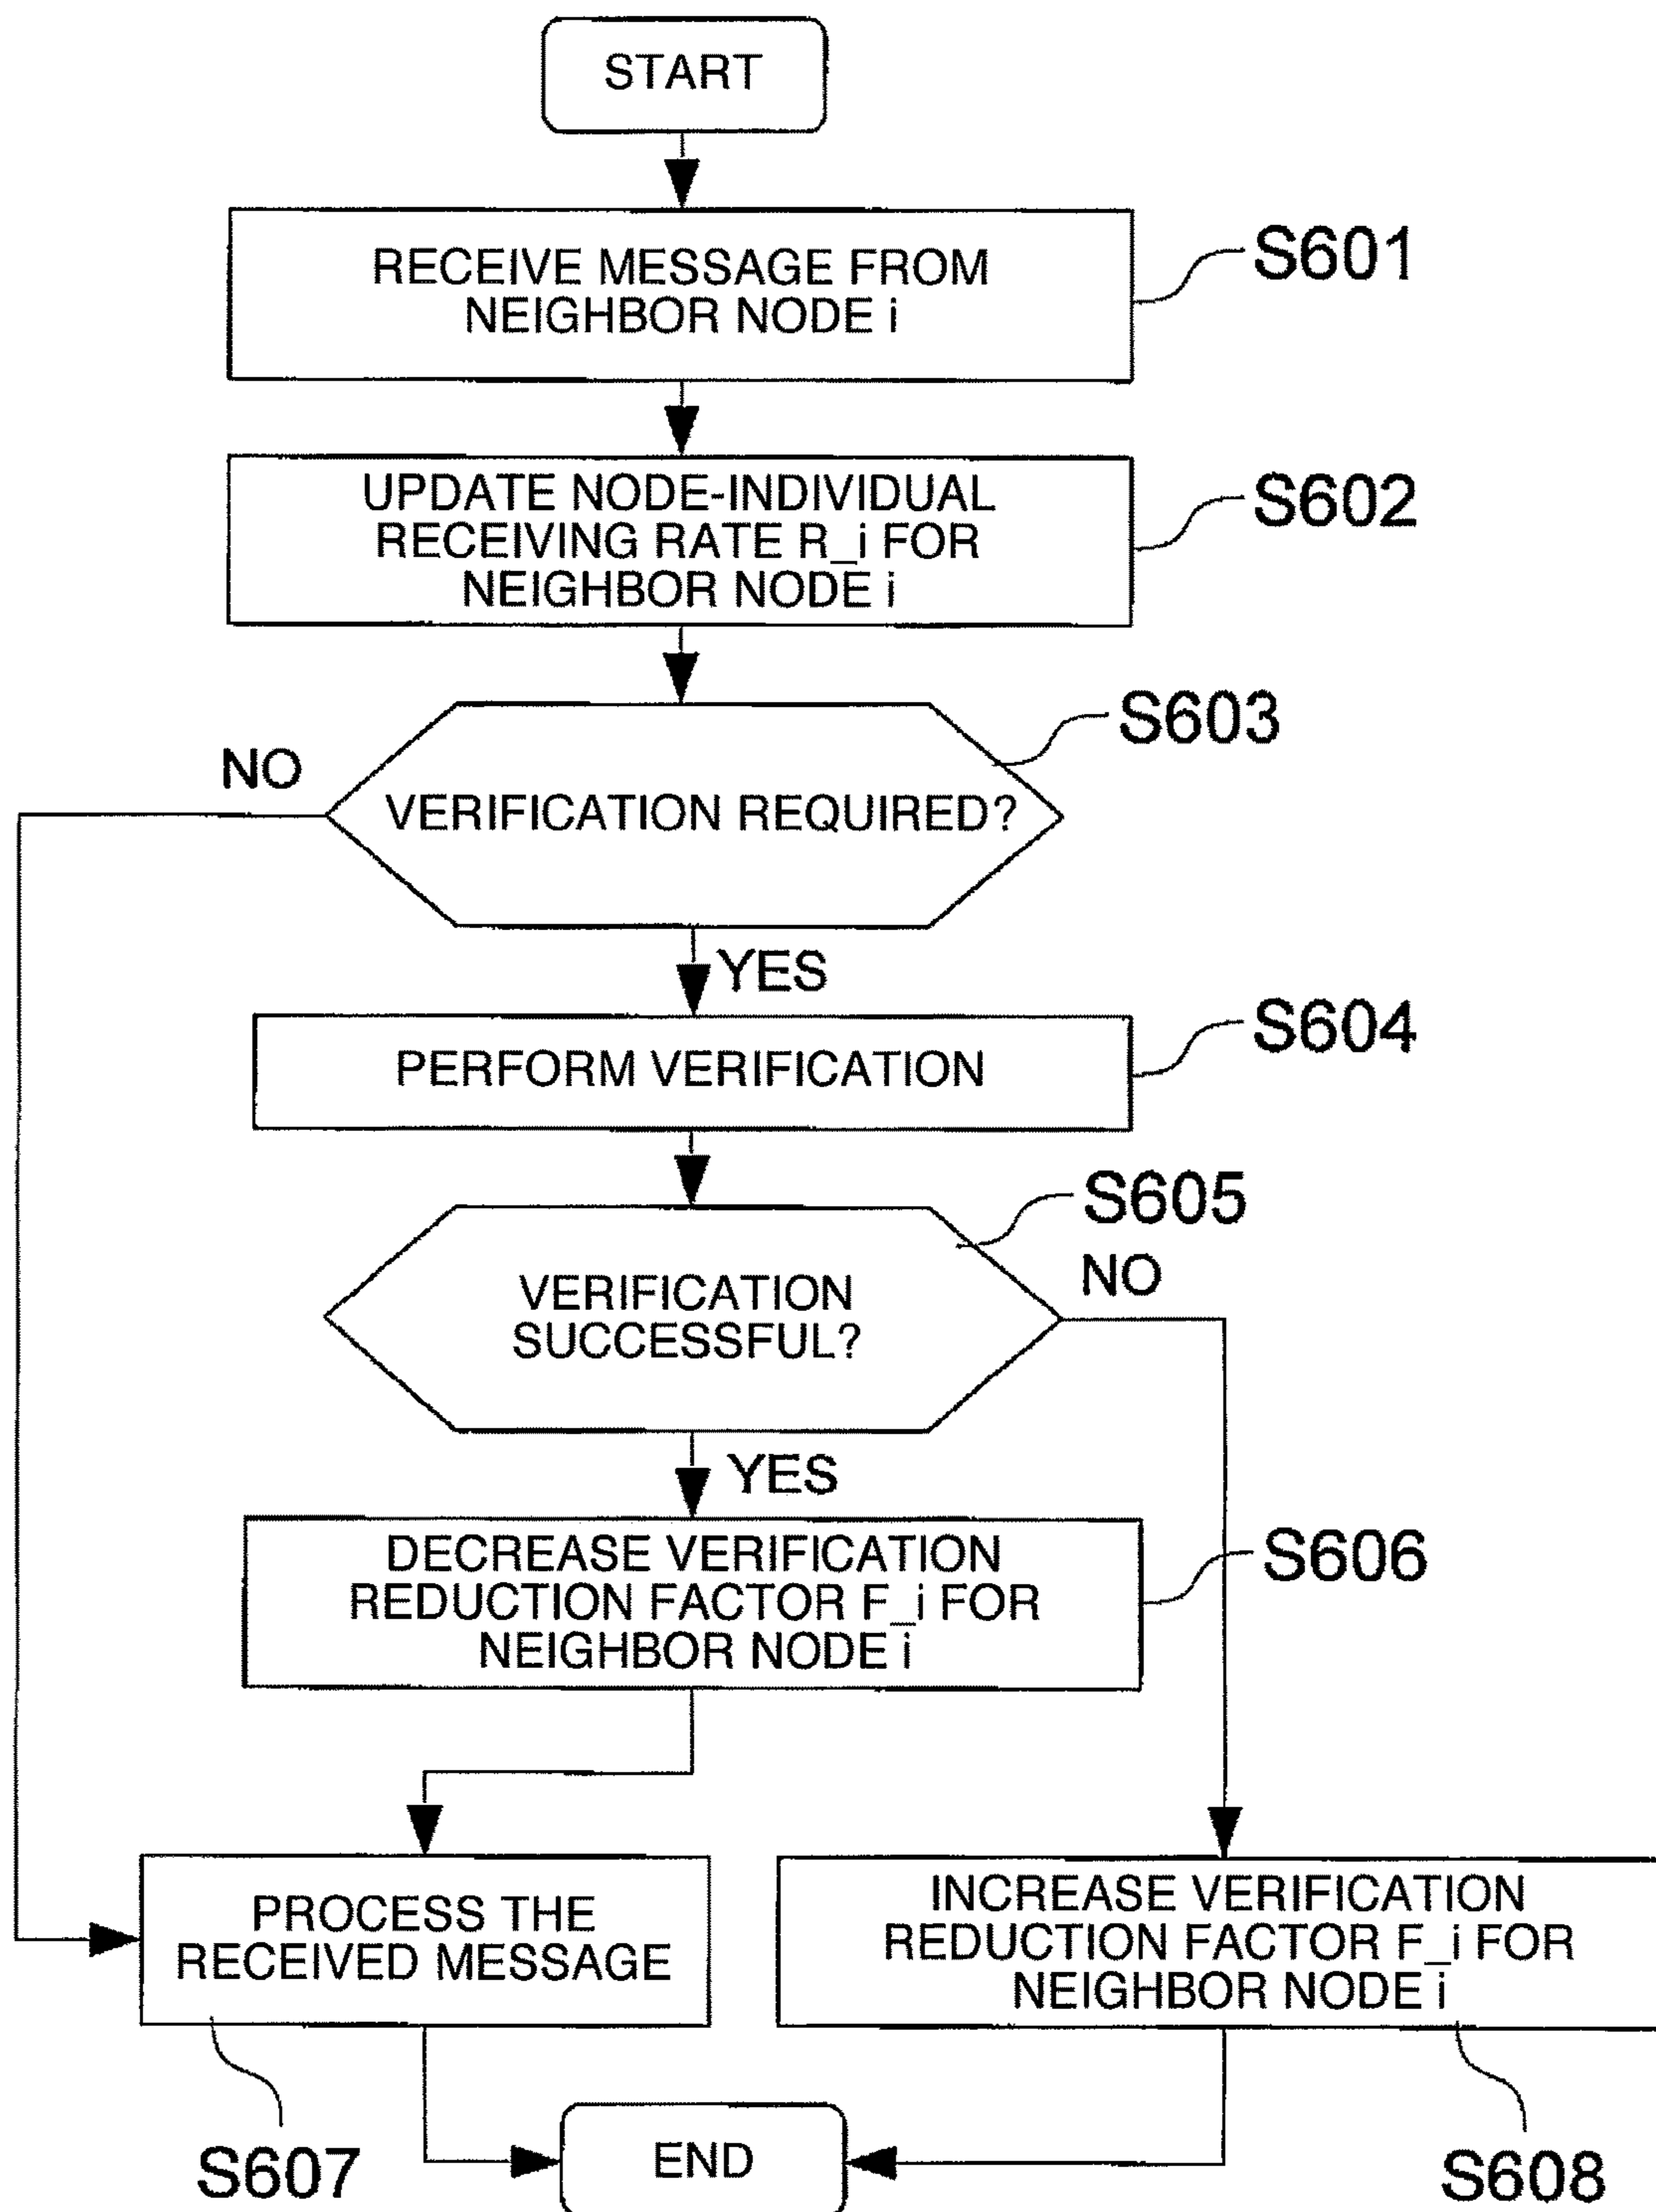 START
RECEIVE MESSAGE FROM
NEIGHBOR NODE i
S601
UPDATE NODE-INDIVIDUAL
RECEIVING RATE R_i FOR
NEIGHBOR NODE i
S602
S603
NO
VERIFICATION REQUIRED?
YES
S604
PERFORM VERIFICATION
S605
NO
VERIFICATION
SUCCESSFUL?
YES
DECREASE VERIFICATION
REDUCTION FACTOR F_i FOR
NEIGHBOR NODE i
S606
PROCESS THE
RECEIVED MESSAGE
INCREASE VERIFICATION
REDUCTION FACTOR F_i FOR
NEIGHBOR NODE i
S607
END
S608